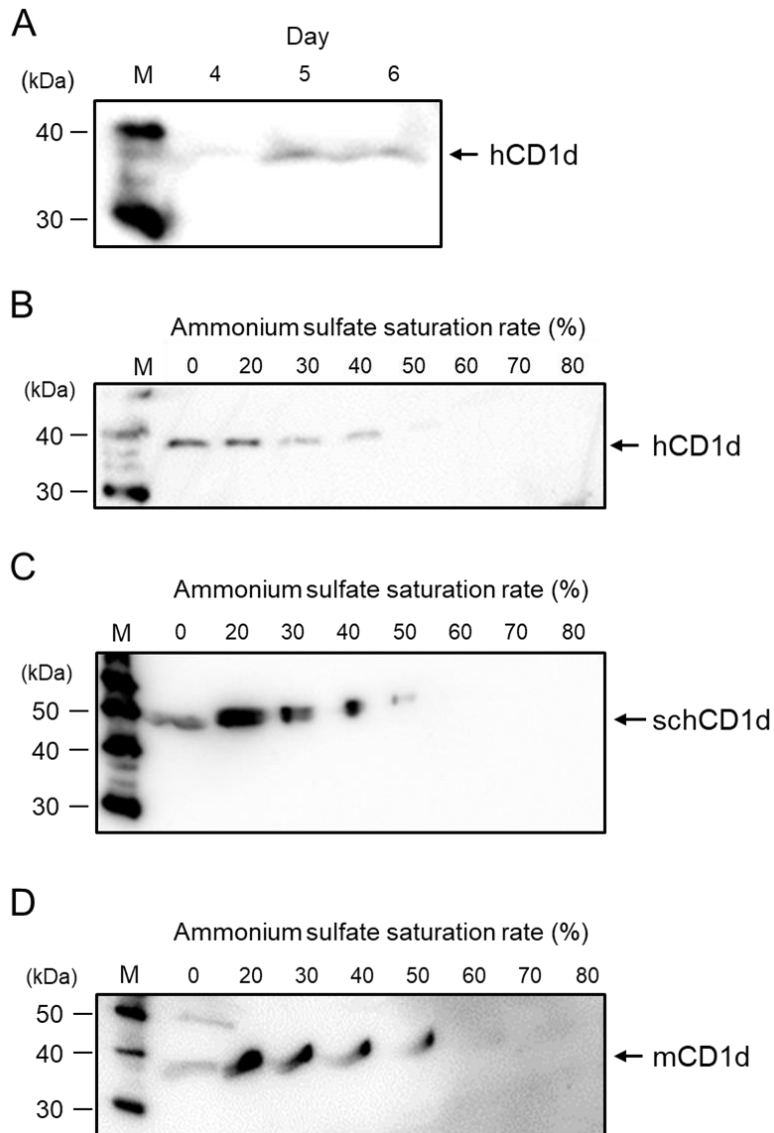 A
Day
(kDa) M 4 5 6
40
30
hCD1d
B
Ammonium sulfate saturation rate (%)
M 0 20 30 40 50 60 70 80
(kDa)
40
30
hCD1d
C
Ammonium sulfate saturation rate (%)
M 0 20 30 40 50 60 70 80
(kDa)
50
40
30
schCD1d
D
Ammonium sulfate saturation rate (%)
(kDa) M 0 20 30 40 50 60 70 80
50
40
30
mCD1d